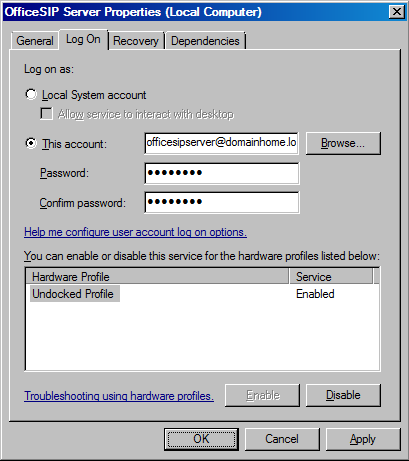 OfficeSIP Server Properties (Local Computer)
General Log On Recovery Dependencies
Log on as:
Local System account
Allow service to interact with desktop
This account: officesipserver@domainhome.lo Browse...
Password: ●●●●●●●●
Confirm password: ●●●●●●●●
Help me configure user account log on options.
You can enable or disable this service for the hardware profiles listed below:
Hardware Profile Service
Undocked Profile Enabled
Troubleshooting using hardware profiles. Enable Disable
OK Cancel Apply